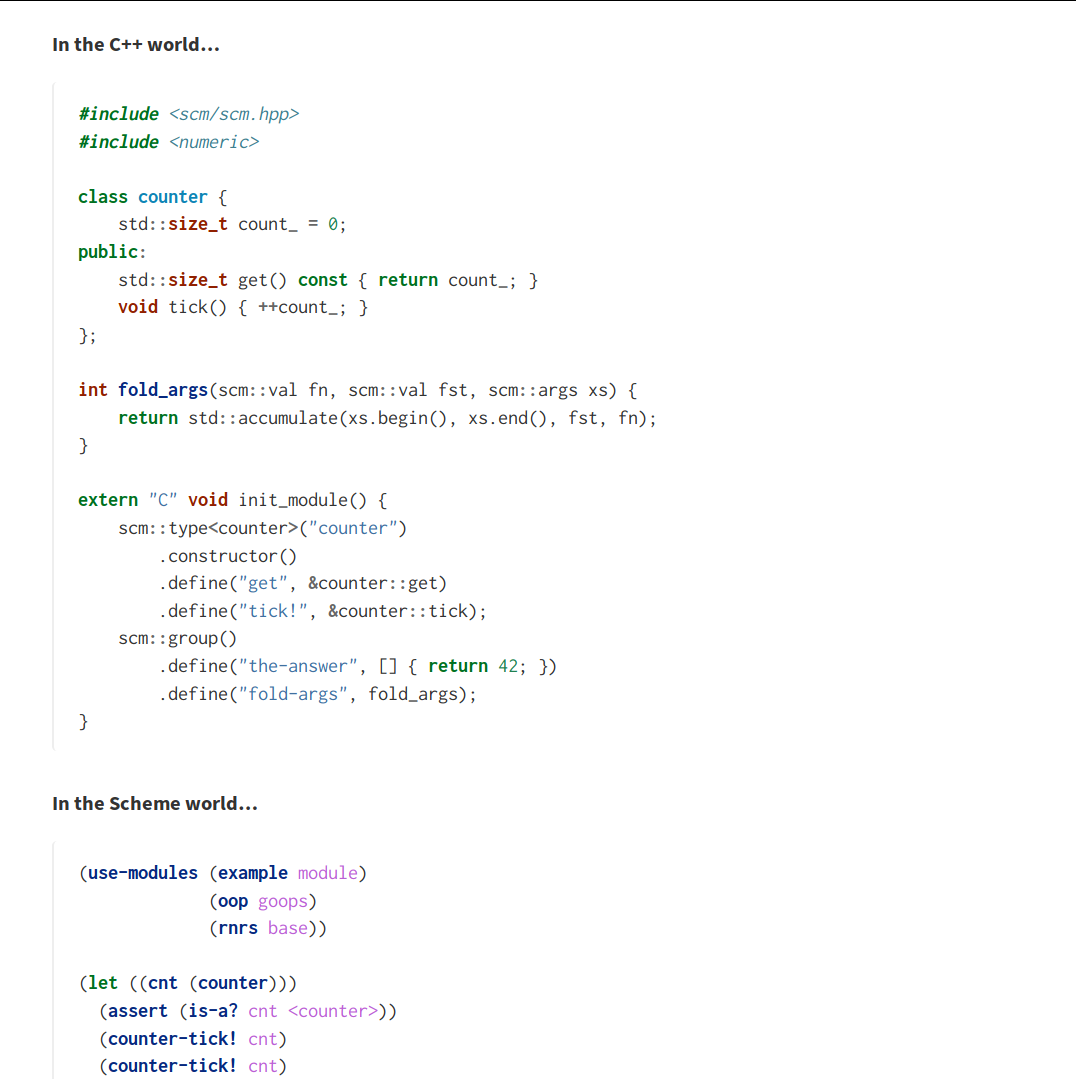 In the C++ world…
#include <scm/scm.hpp>
#include <numeric>
class counter {
std::size_t count_ = 0;
public:
std::size_t get() const { return count_; }
void tick() { ++count_; }
};
int fold_args(scm::val fn, scm::val fst, scm::args xs) {
return std::accumulate(xs.begin(), xs.end(), fst, fn);
}
extern "C" void init_module() {
scm::type<counter>("counter")
.constructor()
.define("get", &counter::get)
.define("tick!", &counter::tick);
scm::group()
.define("the-answer", [] { return 42; })
.define("fold-args", fold_args);
}
In the Scheme world…
(use-modules (example module)
(oop goops)
(rnrs base))
(let ((cnt (counter)))
(assert (is-a? cnt <counter>))
(counter-tick! cnt)
(counter-tick! cnt)